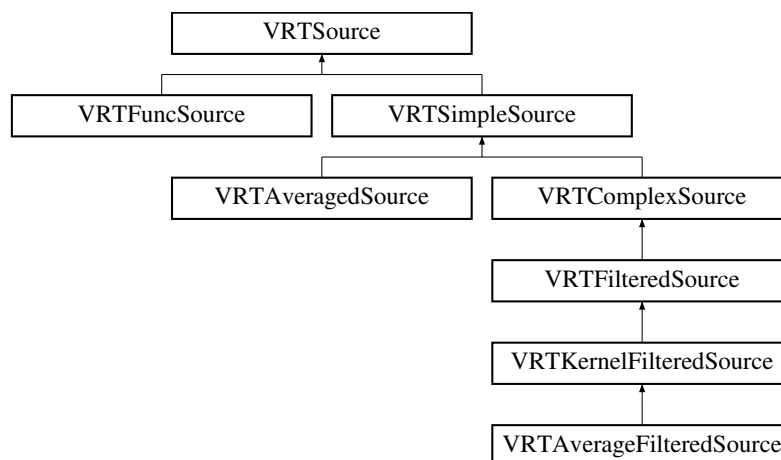 VRTSource
VRTFuncSource
VRTSimpleSource
VRTAveragedSource
VRTComplexSource
VRTFilteredSource
VRTKernelFilteredSource
VRTAverageFilteredSource